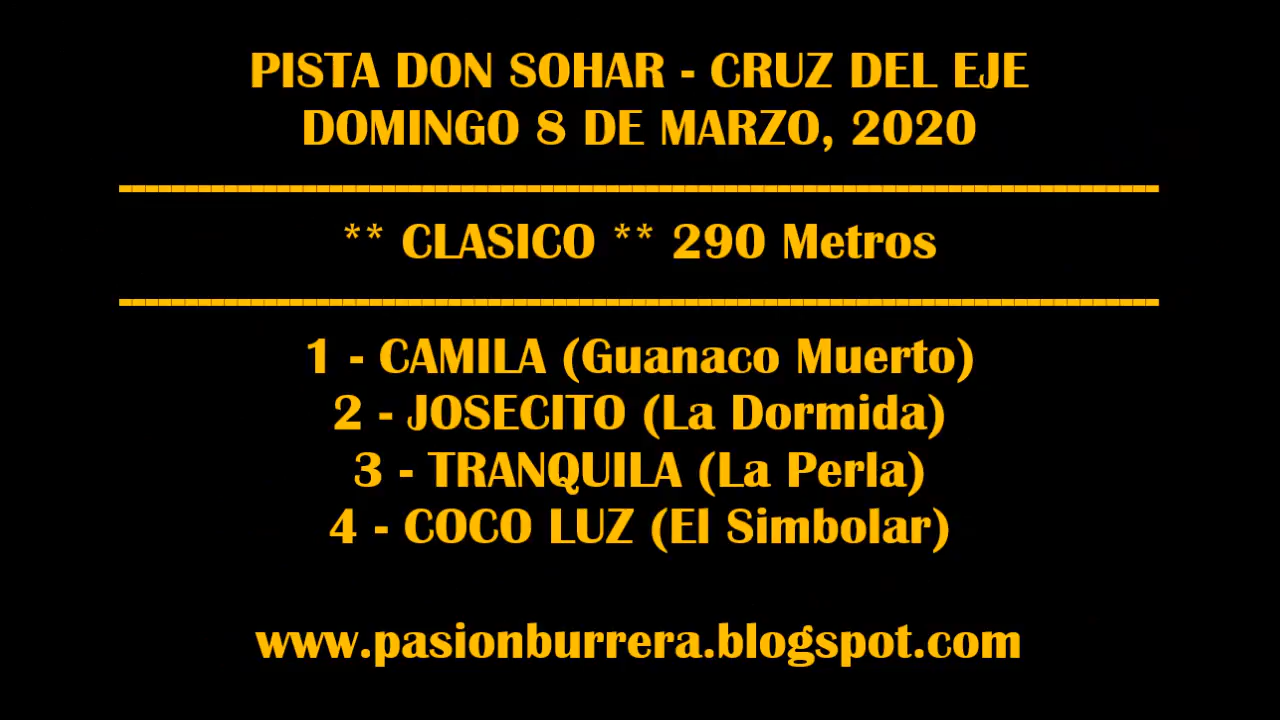 PISTA DON SOHAR - CRUZ DEL EJE
DOMINGO 8 DE MARZO, 2020
** CLASICO ** 290 Metros
1 - CAMILA (Guanaco Muerto)
2 - JOSECITO (La Dormida)
3 - TRANQUILA (La Perla)
4 - COCO LUZ (El Simbolar)
www.pasionburrera.blogspot.com